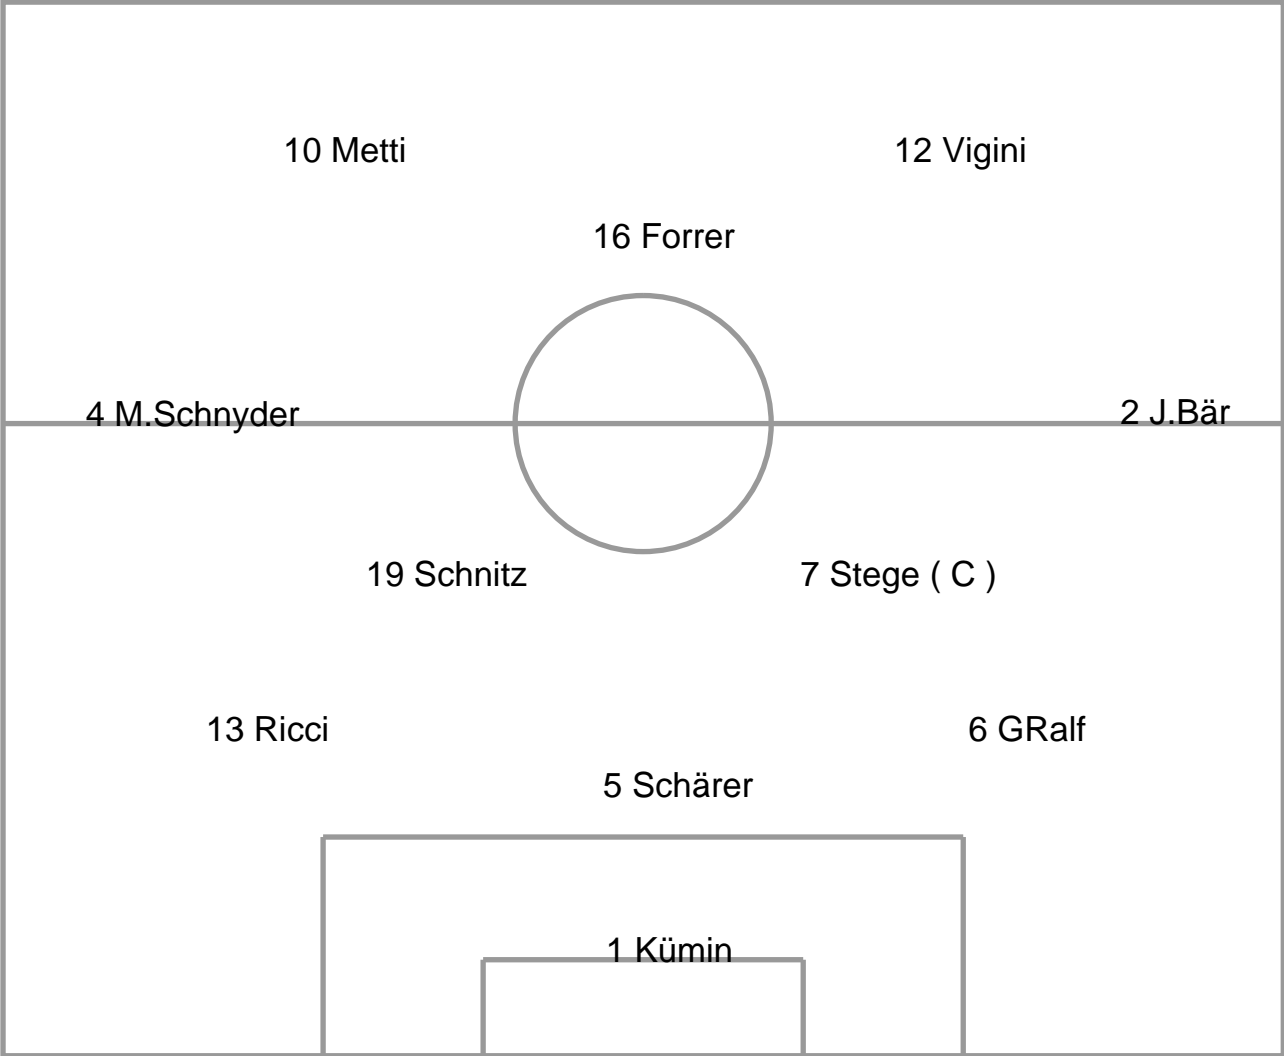 10 Metti
12 Vigini
16 Forrer
4 M.Schnyder
2 J.Bär
19 Schnitz
7 Stege ( C )
13 Ricci
6 GRalf
5 Schärer
1 Kümin